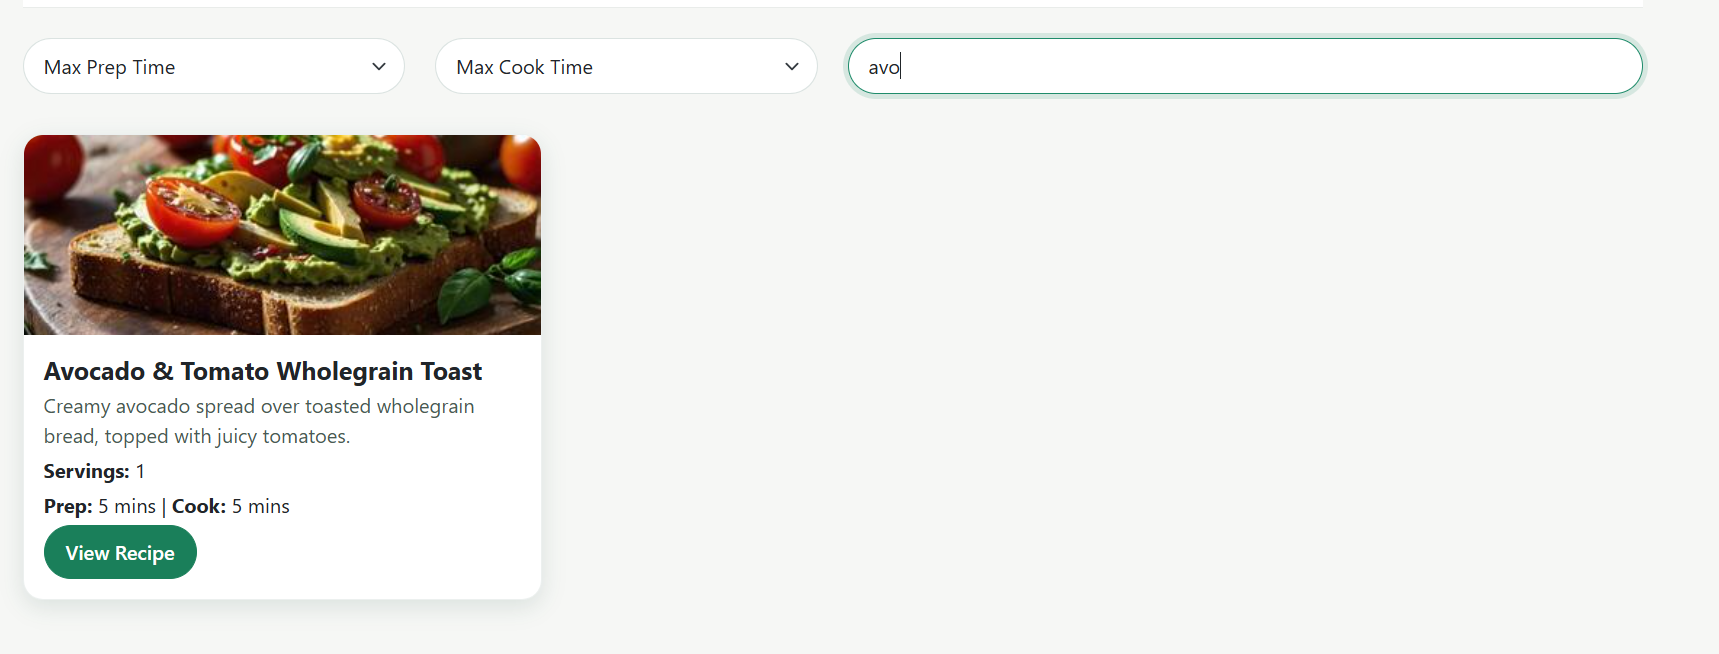 Max Prep Time
Max Cook Time
avo
Avocado & Tomato Wholegrain Toast
Creamy avocado spread over toasted wholegrain
bread, topped with juicy tomatoes.
Servings: 1
Prep: 5 mins | Cook: 5 mins
View Recipe